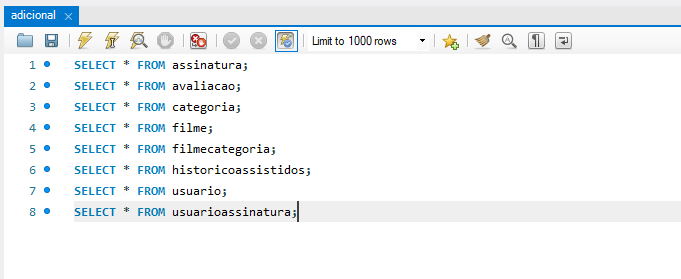 adicional
Limit to 1000 rows
1 SELECT * FROM assinatura;
2 SELECT * FROM avaliacao;
3 SELECT * FROM categoria;
4 SELECT * FROM filme;
5 SELECT * FROM filmecategoria;
6 SELECT * FROM historicoassistidos;
7 SELECT * FROM usuario;
8 SELECT * FROM usuarioassinatura;